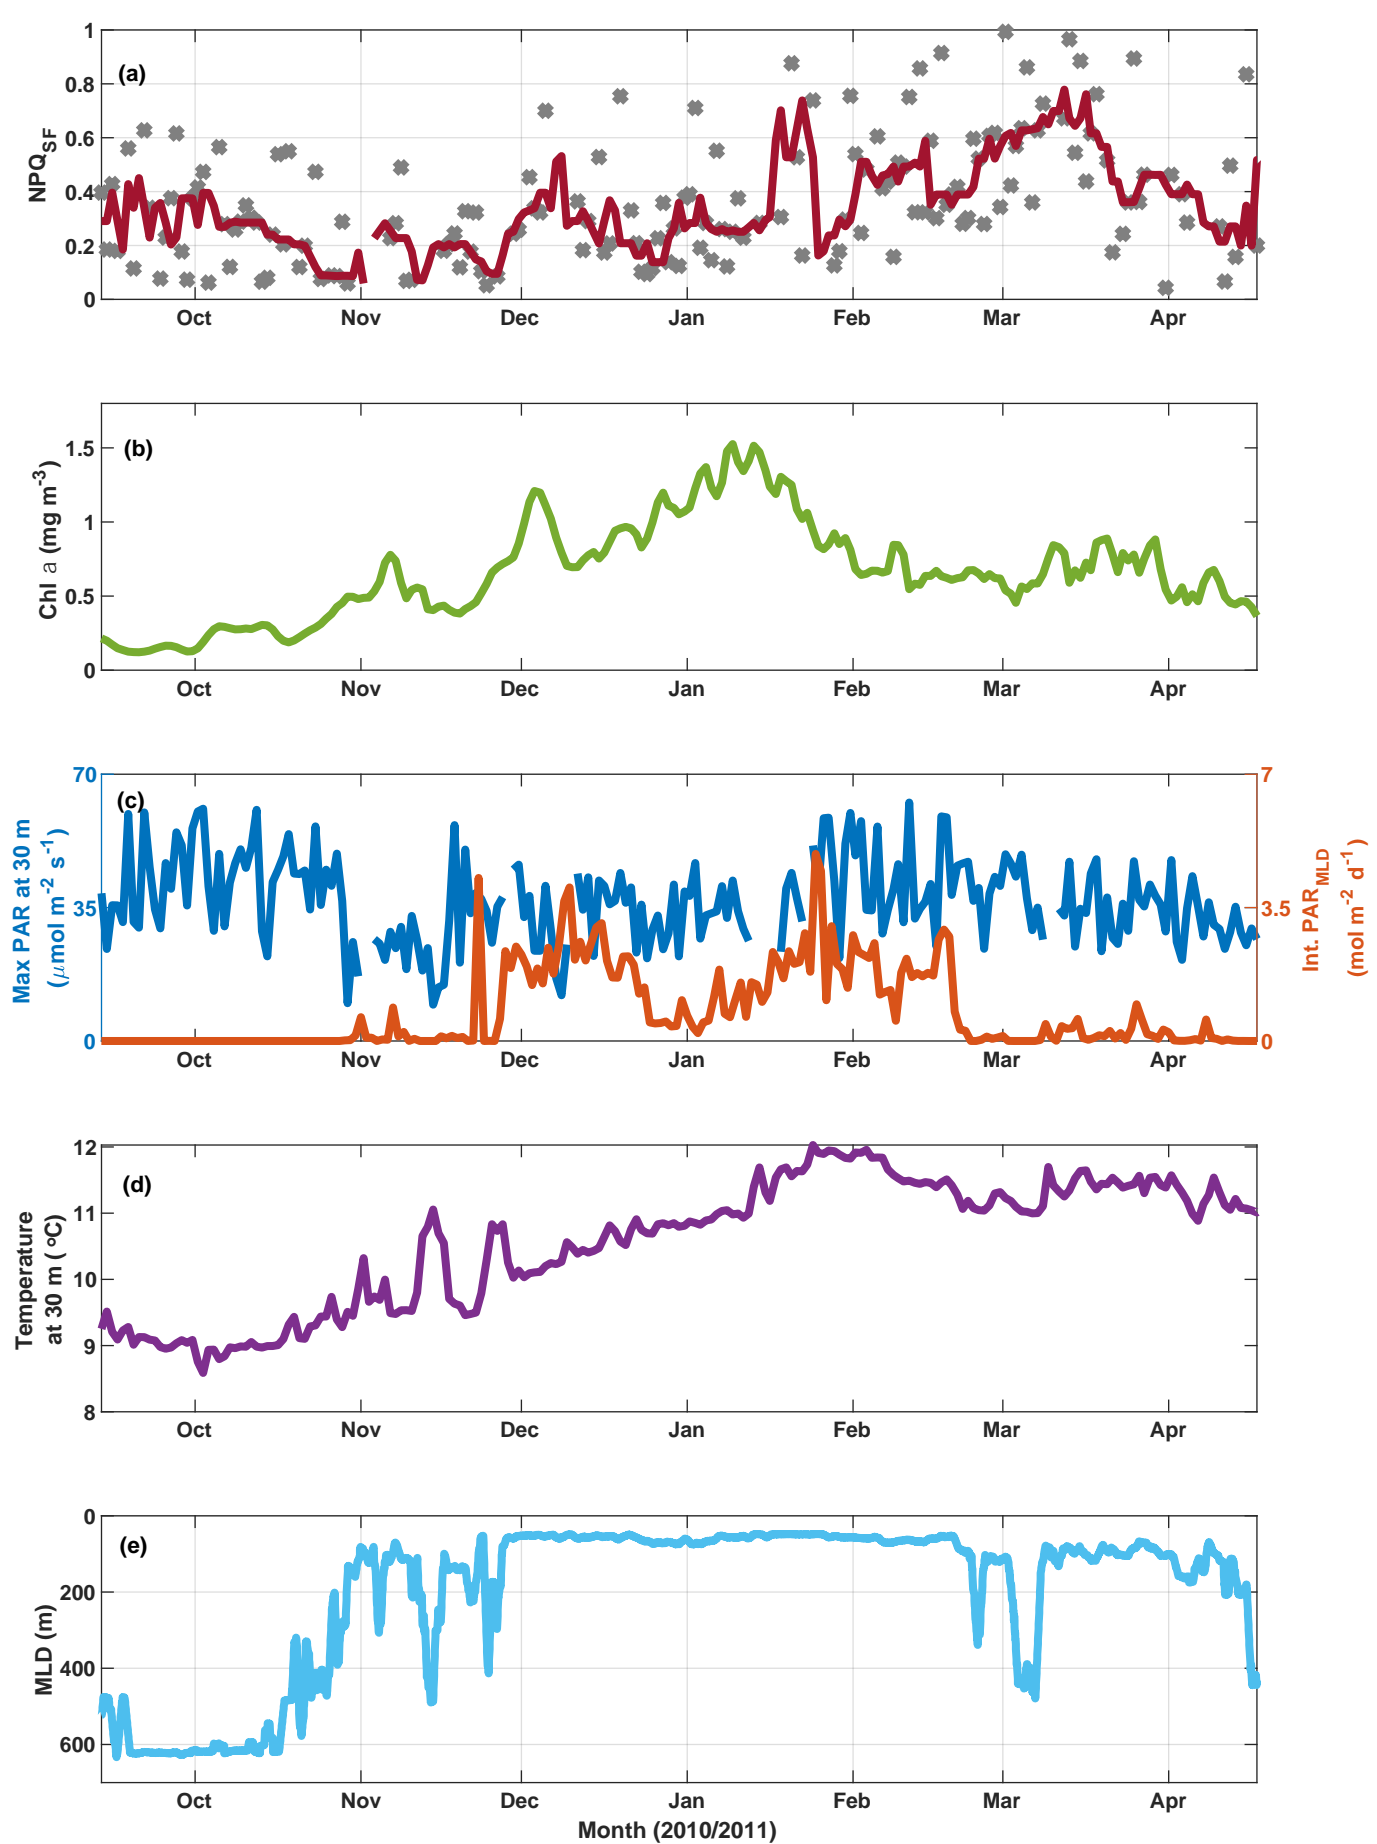 (a)
NPQSF
1
0.8
0.6
0.4
0.2
0
Oct Nov Dec Jan Feb Mar Apr
(b)
Chl a (mg m-3)
1.5
1
0.5
0
Oct Nov Dec Jan Feb Mar Apr
(c)
Max PAR at 30 m
(μmol m-2 s-1)
70
35
0
7
3.5
0
Int. PARMLD
(mol m-2 d-1)
Oct Nov Dec Jan Feb Mar Apr
(d)
Temperature
at 30 m ( oC)
12
11
10
9
8
Oct Nov Dec Jan Feb Mar Apr
(e)
MLD (m)
0
200
400
600
Oct Nov Dec Jan Feb Mar Apr
Month (2010/2011)